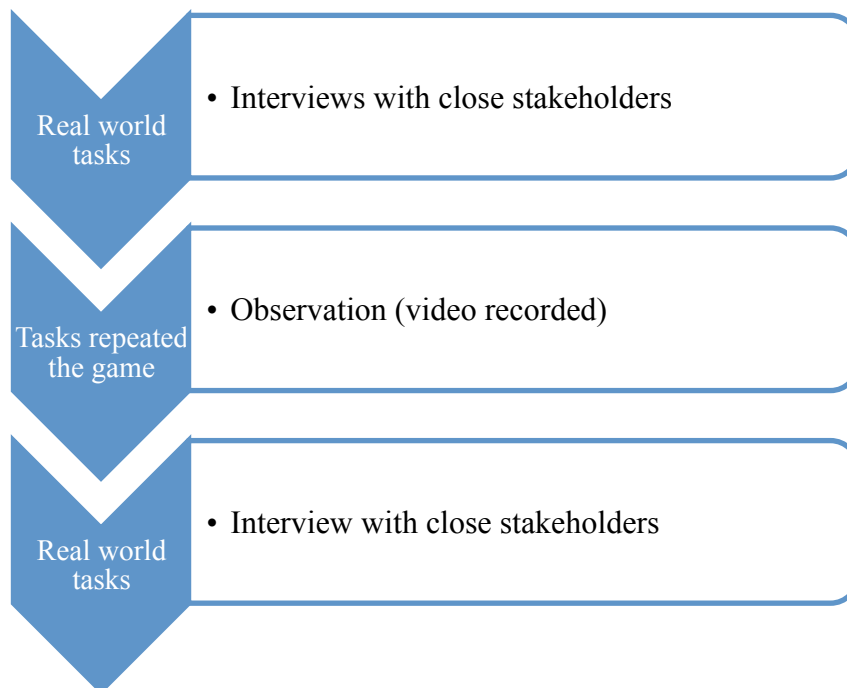 Real world
tasks
• Interviews with close stakeholders
Tasks repeated
the game
• Observation (video recorded)
Real world
tasks
• Interview with close stakeholders